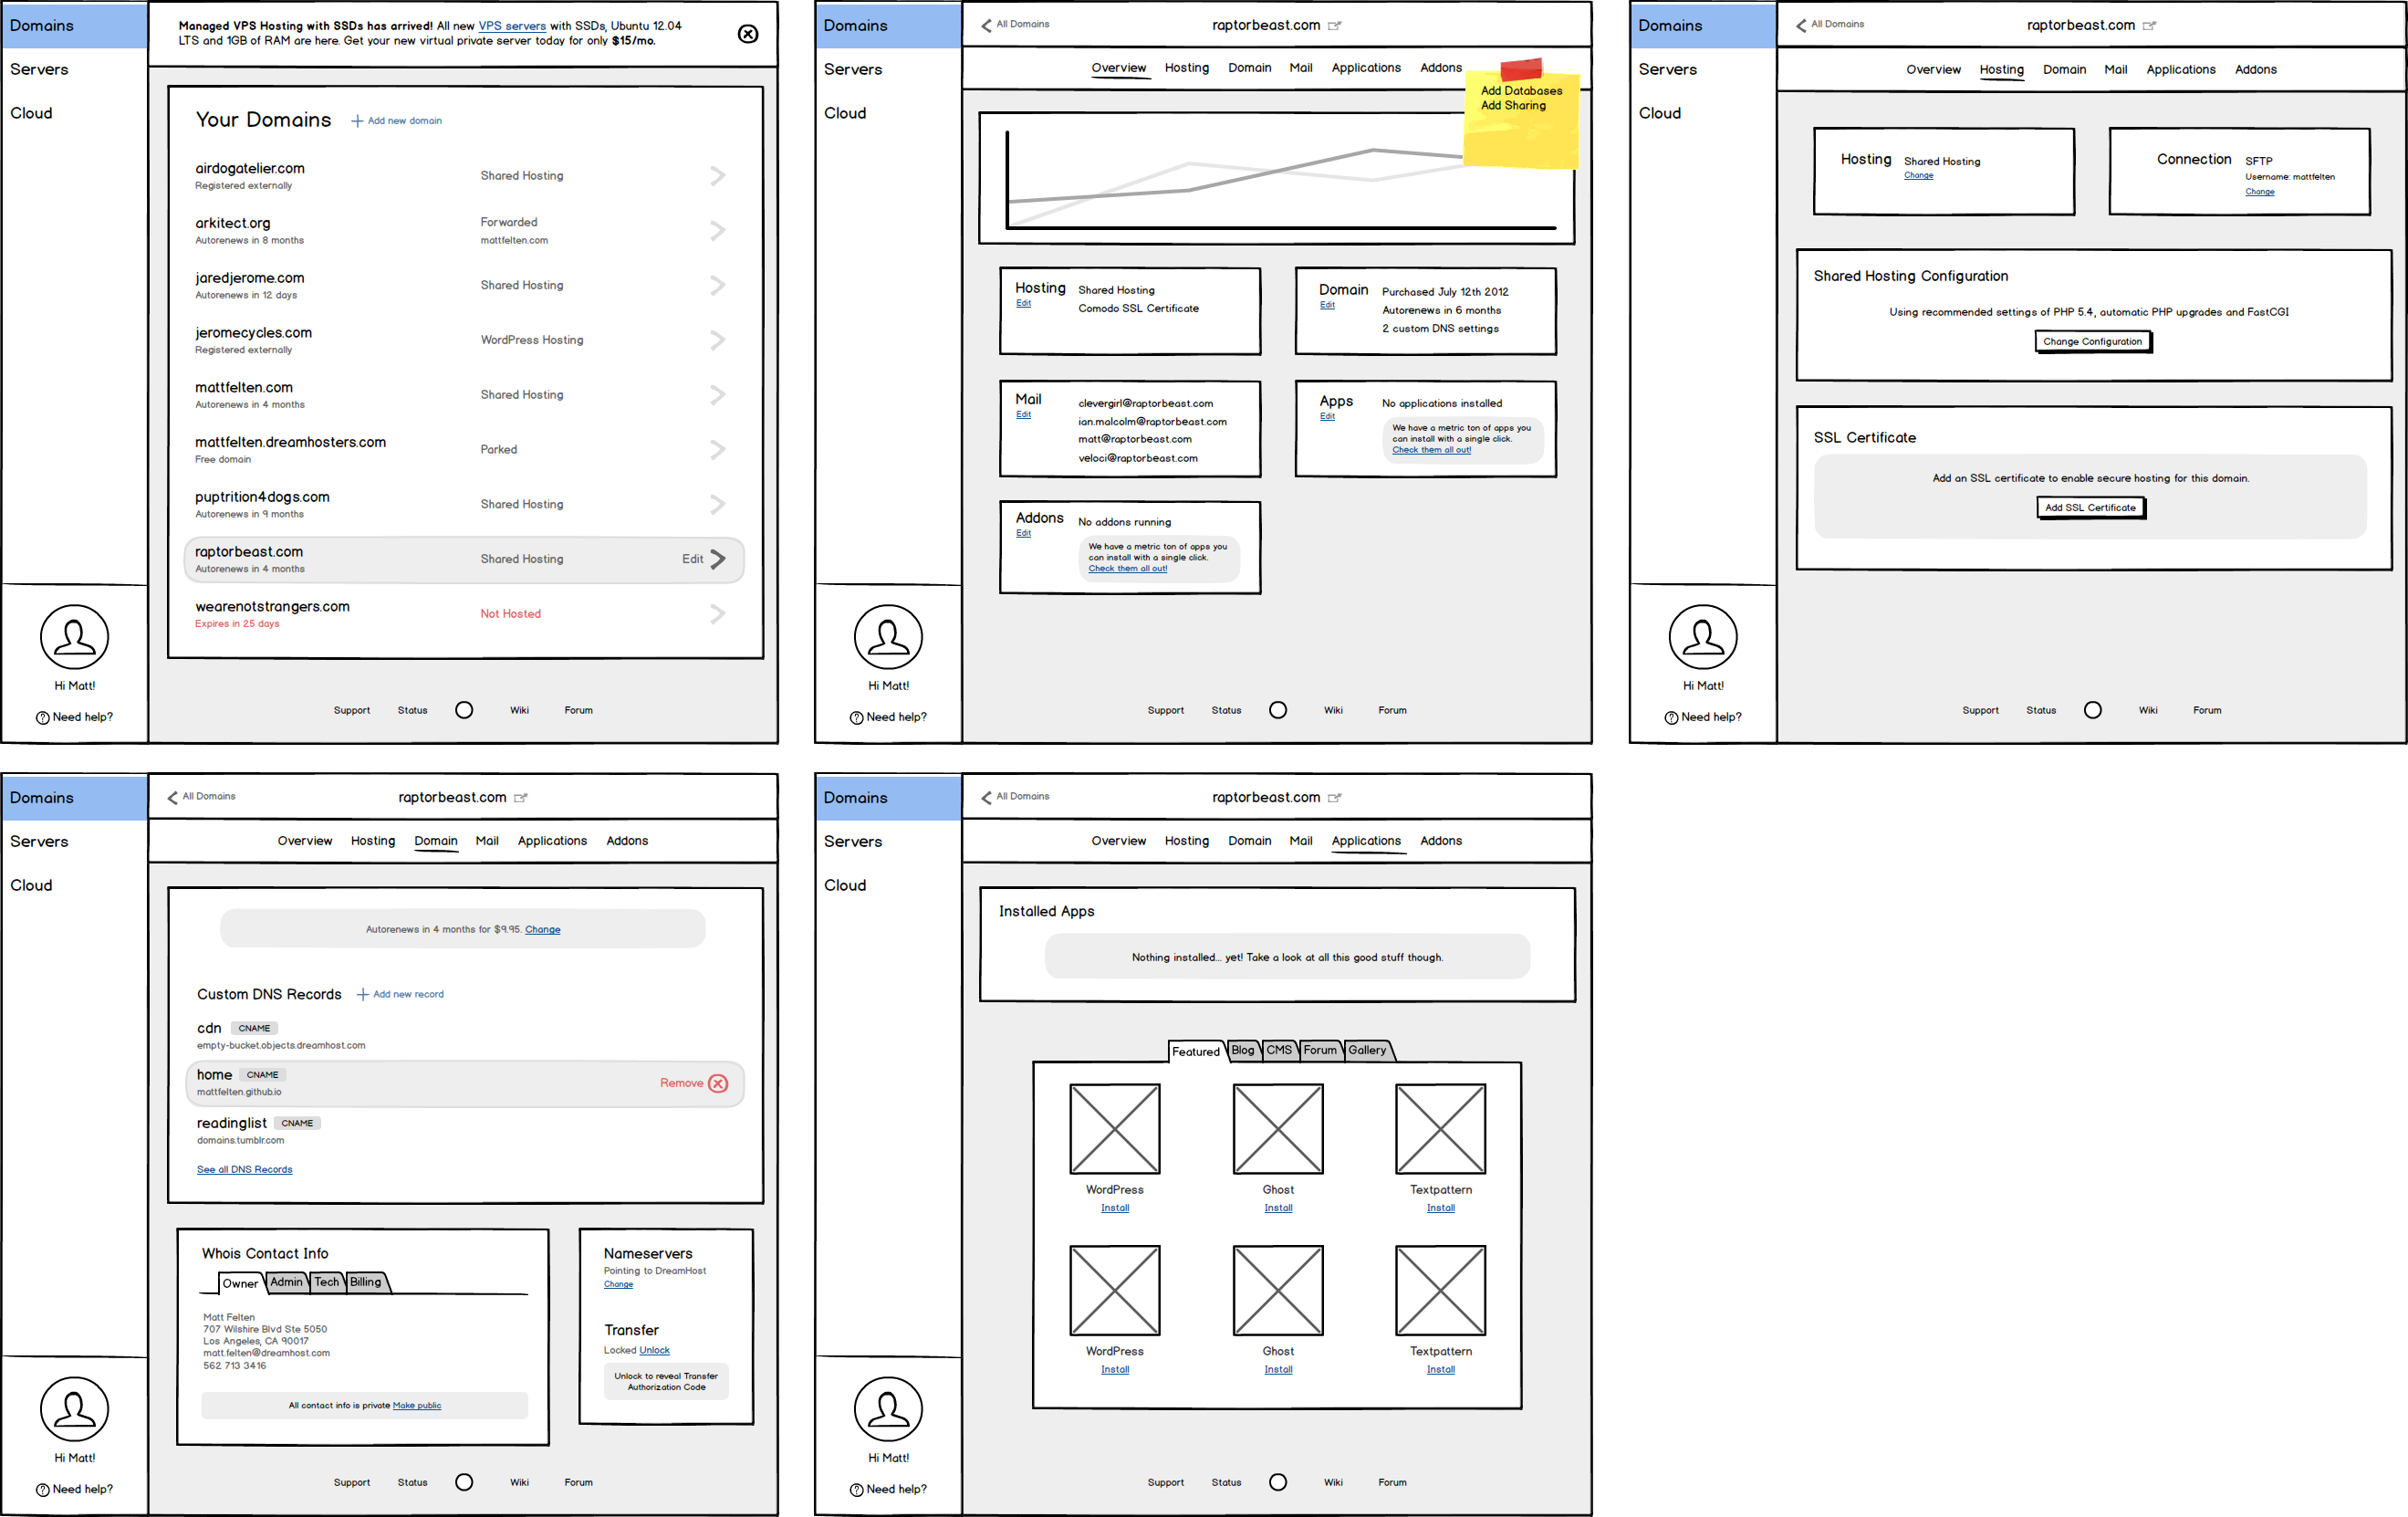 Domains
Servers
Cloud
Hi Matt!
Need help?
Managed VPS Hosting with SSDs has arrived! All new VPS servers with SSDs, Ubuntu 12.04
LTS and 1GB of RAM are here. Get your new virtual private server today for only $15/mo.
Your Domains
Add new domain
airdogatelier.com
Registered externally
Shared Hosting
arkitect.org
Autorenews in 8 months
Forwarded
mattfelten.com
jaredjerome.com
Autorenews in 12 days
Shared Hosting
jeromecycles.com
Registered externally
WordPress Hosting
mattfelten.com
Autorenews in 4 months
Shared Hosting
mattfelten.dreamhosters.com
Free domain
Parked
puptrition4dogs.com
Autorenews in 9 months
Shared Hosting
raptorbeast.com
Autorenews in 4 months
Shared Hosting
Edit
wearenotstrangers.com
Expires in 25 days
Not Hosted
Support Status Wiki Forum
Domains
Servers
Cloud
Hi Matt!
Need help?
All Domains
raptorbeast.com
Overview Hosting Domain Mail Applications Addons
Add Databases
Add Sharing
Hosting
Edit
Shared Hosting
Comodo SSL Certificate
Domain
Edit
Purchased July 12th 2012
Autorenews in 6 months
2 custom DNS settings
Mail
Edit
clevergirl@raptorbeast.com
ian.malcolm@raptorbeast.com
matt@raptorbeast.com
veloci@raptorbeast.com
Apps
Edit
No applications installed
We have a metric ton of apps you
can install with a single click.
Check them all out!
Addons
Edit
No addons running
We have a metric ton of apps you
can install with a single click.
Check them all out!
Support Status Wiki Forum
Domains
Servers
Cloud
Hi Matt!
Need help?
All Domains
raptorbeast.com
Overview Hosting Domain Mail Applications Addons
Hosting
Shared Hosting
Change
Connection
SFTP
Username: mattfelten
Change
Shared Hosting Configuration
Using recommended settings of PHP 5.4, automatic PHP upgrades and FastCGI
Change Configuration
SSL Certificate
Add an SSL certificate to enable secure hosting for this domain.
Add SSL Certificate
Support Status Wiki Forum
Domains
Servers
Cloud
Hi Matt!
Need help?
All Domains
raptorbeast.com
Overview Hosting Domain Mail Applications Addons
Autorenews in 4 months for $9.95. Change
Custom DNS Records
Add new record
cdn CNAME
empty-bucket.objects.dreamhost.com
home CNAME
mattfelten.github.io
Remove
readinglist CNAME
domains.tumblr.com
See all DNS Records
Whois Contact Info
Owner Admin Tech Billing
Matt Felten
707 Wilshire Blvd Ste 5050
Los Angeles, CA 90017
matt.felten@dreamhost.com
562 713 3416
All contact info is private Make public
Nameservers
Pointing to DreamHost
Change
Transfer
Locked Unlock
Unlock to reveal Transfer
Authorization Code
Support Status Wiki Forum
Domains
Servers
Cloud
Hi Matt!
Need help?
All Domains
raptorbeast.com
Overview Hosting Domain Mail Applications Addons
Installed Apps
Nothing installed... yet! Take a look at all this good stuff though.
Featured Blog CMS Forum Gallery
WordPress Ghost Textpattern
Install Install Install
WordPress Ghost Textpattern
Install Install Install
Support Status Wiki Forum